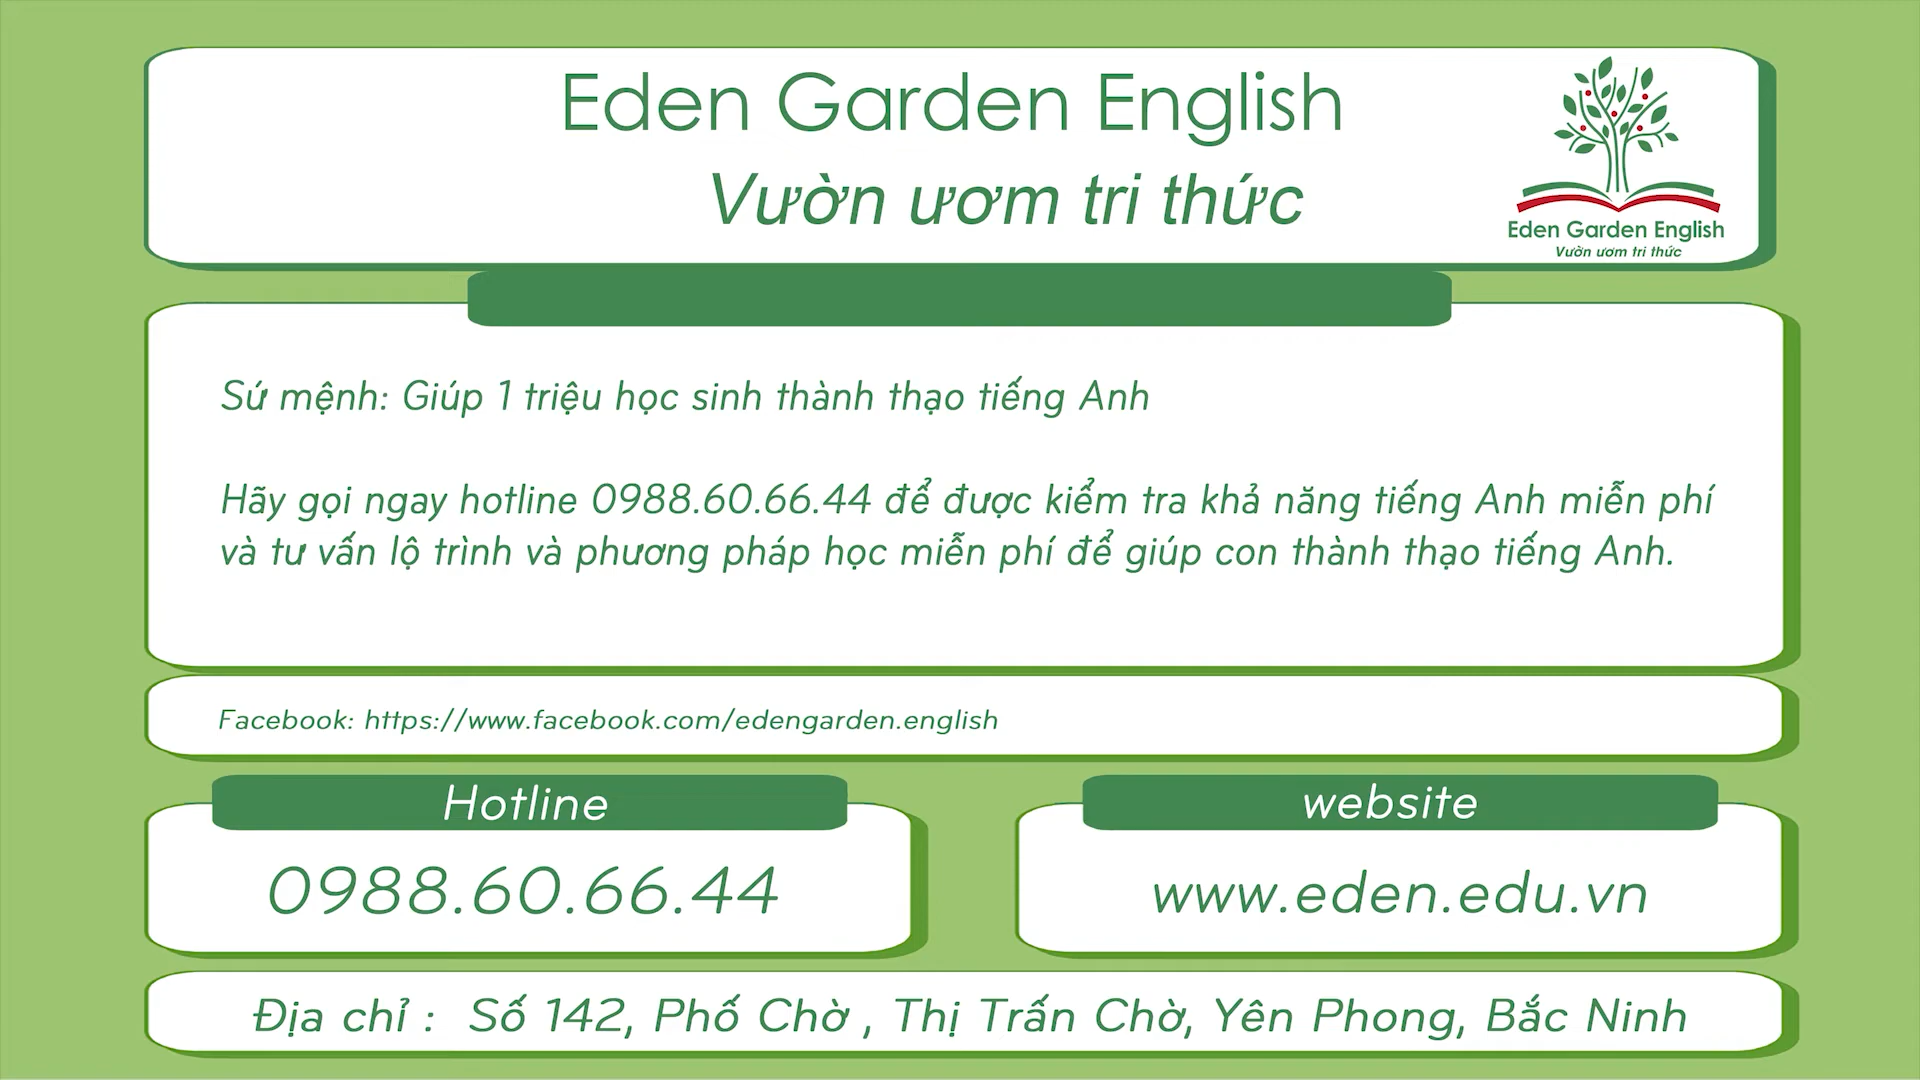 Eden Garden English
Vườn ươm tri thức
Eden Garden English
Vườn ươm tri thức
Sứ mệnh: Giúp 1 triệu học sinh thành thạo tiếng Anh
Hãy gọi ngay hotline 0988.60.66.44 để được kiểm tra khả năng tiếng Anh miễn phí
và tư vấn lộ trình và phương pháp học miễn phí để giúp con thành thạo tiếng Anh.
Facebook: https://www.facebook.com/edengarden.english
Hotline
0988.60.66.44
website
www.eden.edu.vn
Địa chỉ : Số 142, Phố Chờ , Thị Trấn Chờ, Yên Phong, Bắc Ninh